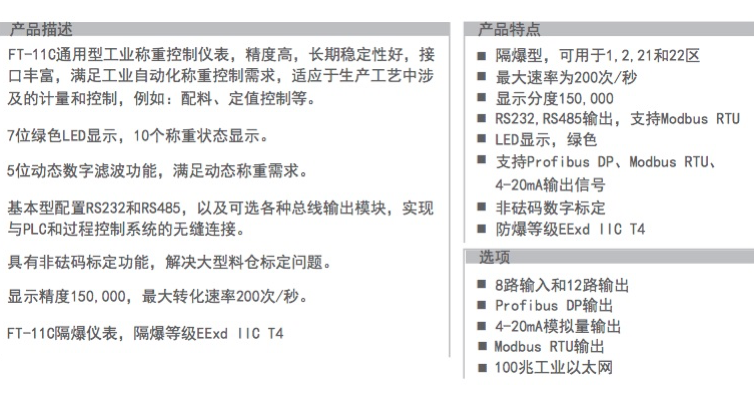 产品描述
FT-11C通用型工业称重控制仪表，精度高，长期稳定性好，接
口丰富，满足工业自动化称重控制需求，适应于生产工艺中涉
及的计量和控制，例如：配料、定值控制等。
7位绿色LED显示，10个称重状态显示。
5位动态数字滤波功能，满足动态称重需求。
基本型配置RS232和RS485，以及可选各种总线输出模块，实现
与PLC和过程控制系统的无缝连接。
具有非砝码标定功能，解决大型料仓标定问题。
显示精度150,000，最大转化速率200次/秒。
FT-11C隔爆仪表，隔爆等级EExd IIC T4
产品特点
■ 隔爆型，可用于1,2,21和22区
■ 最大速率为200次/秒
■ 显示分度150,000
■ RS232,RS485输出，支持Modbus RTU
■ LED显示，绿色
■ 支持Profibus DP、Modbus RTU、
4-20mA输出信号
■ 非砝码数字标定
■ 防爆等级EExd IIC T4
选项
■ 8路输入和12路输出
■ Profibus DP输出
■ 4-20mA模拟量输出
■ Modbus RTU输出
■ 100兆工业以太网